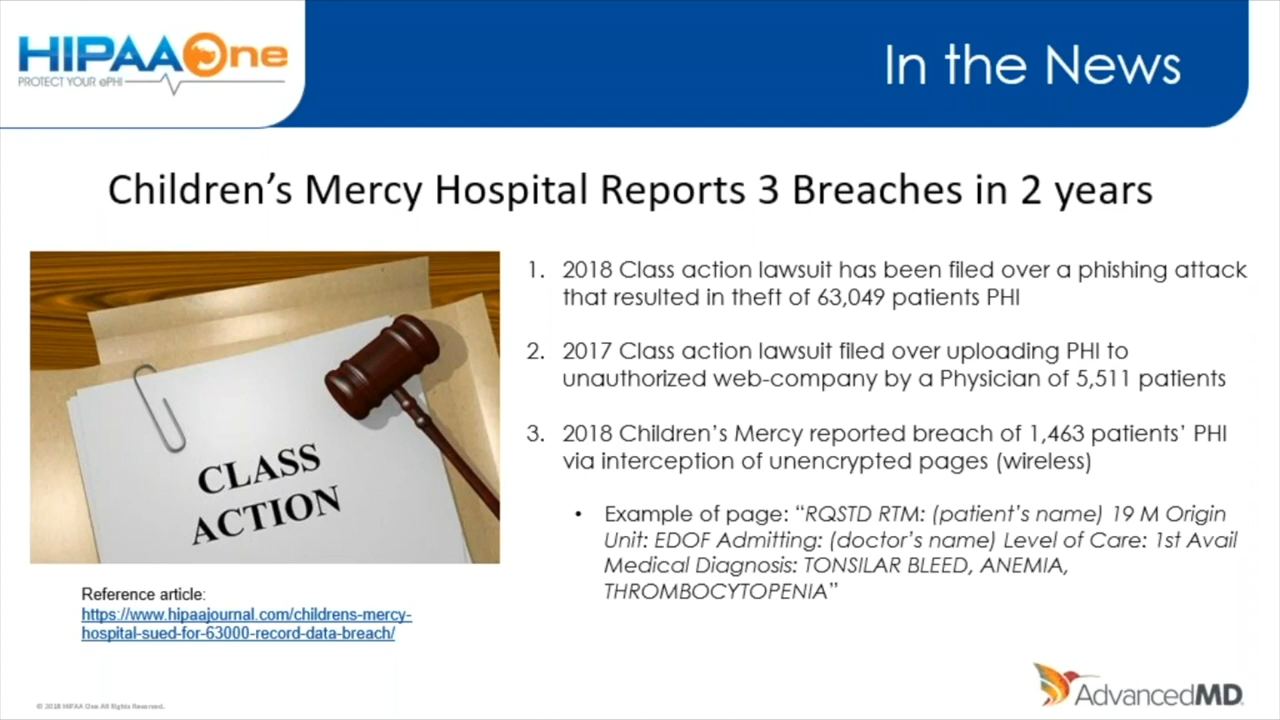 HIPAAOne
PROTECT YOUR ePHI
In the News
Children's Mercy Hospital Reports 3 Breaches in 2 years
CLASS
ACTION
Reference article:
https://www.hipaajournal.com/childrens-mercy-
hospital-sued-for-63000-record-data-breach/
1. 2018 Class action lawsuit has been filed over a phishing attack
that resulted in theft of 63,049 patients PHI
2. 2017 Class action lawsuit filed over uploading PHI to
unauthorized web-company by a Physician of 5,511 patients
3. 2018 Children's Mercy reported breach of 1,463 patients' PHI
via interception of unencrypted pages (wireless)
• Example of page: "RQSTD RTM: (patient's name) 19 M Origin
Unit: EDOF Admitting: (doctor's name) Level of Care: 1st Avail
Medical Diagnosis: TONSILAR BLEED, ANEMIA,
THROMBOCYTOPENIA"
© 2018 HIPAA One All Rights Reserved.
AdvancedMD